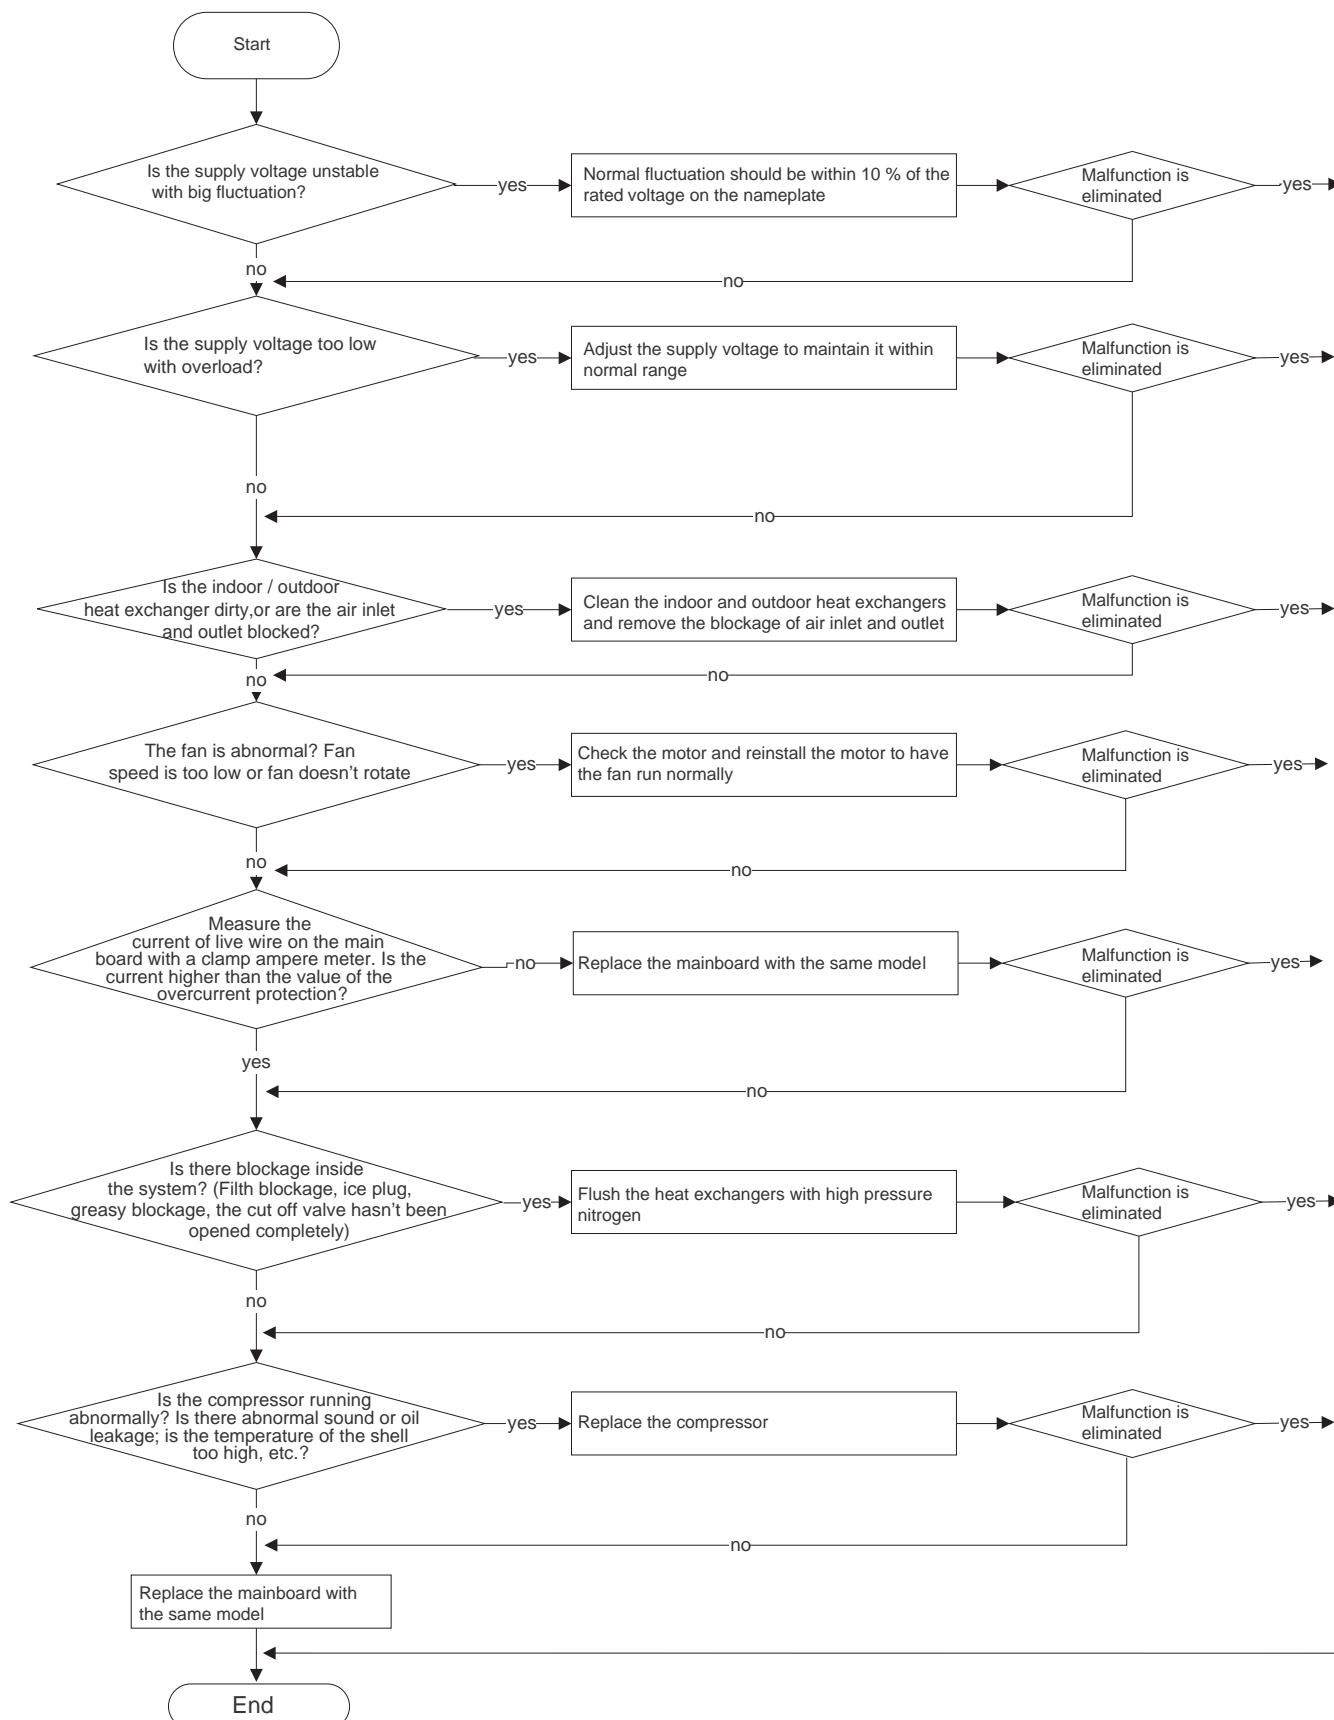 Start
Is the supply voltage unstable
with big fluctuation?
yes
Normal fluctuation should be within 10 % of the
rated voltage on the nameplate
Malfunction is
eliminated
yes
no
no
Is the supply voltage too low
with overload?
yes
Adjust the supply voltage to maintain it within
normal range
Malfunction is
eliminated
yes
no
no
Is the indoor / outdoor
heat exchanger dirty,or are the air inlet
and outlet blocked?
yes
Clean the indoor and outdoor heat exchangers
and remove the blockage of air inlet and outlet
Malfunction is
eliminated
yes
no
no
The fan is abnormal? Fan
speed is too low or fan doesn't rotate
yes
Check the motor and reinstall the motor to have
the fan run normally
Malfunction is
eliminated
yes
no
no
Measure the
current of live wire on the main
board with a clamp ampere meter. Is the
current higher than the value of the
overcurrent protection?
no
Replace the mainboard with the same model
Malfunction is
eliminated
yes
yes
no
Is there blockage inside
the system? (Filth blockage, ice plug,
greasy blockage, the cut off valve hasn't been
opened completely)
yes
Flush the heat exchangers with high pressure
nitrogen
Malfunction is
eliminated
yes
no
no
Is the compressor running
abnormally? Is there abnormal sound or oil
leakage; is the temperature of the shell
too high, etc.?
yes
Replace the compressor
Malfunction is
eliminated
yes
no
no
Replace the mainboard with
the same model
End